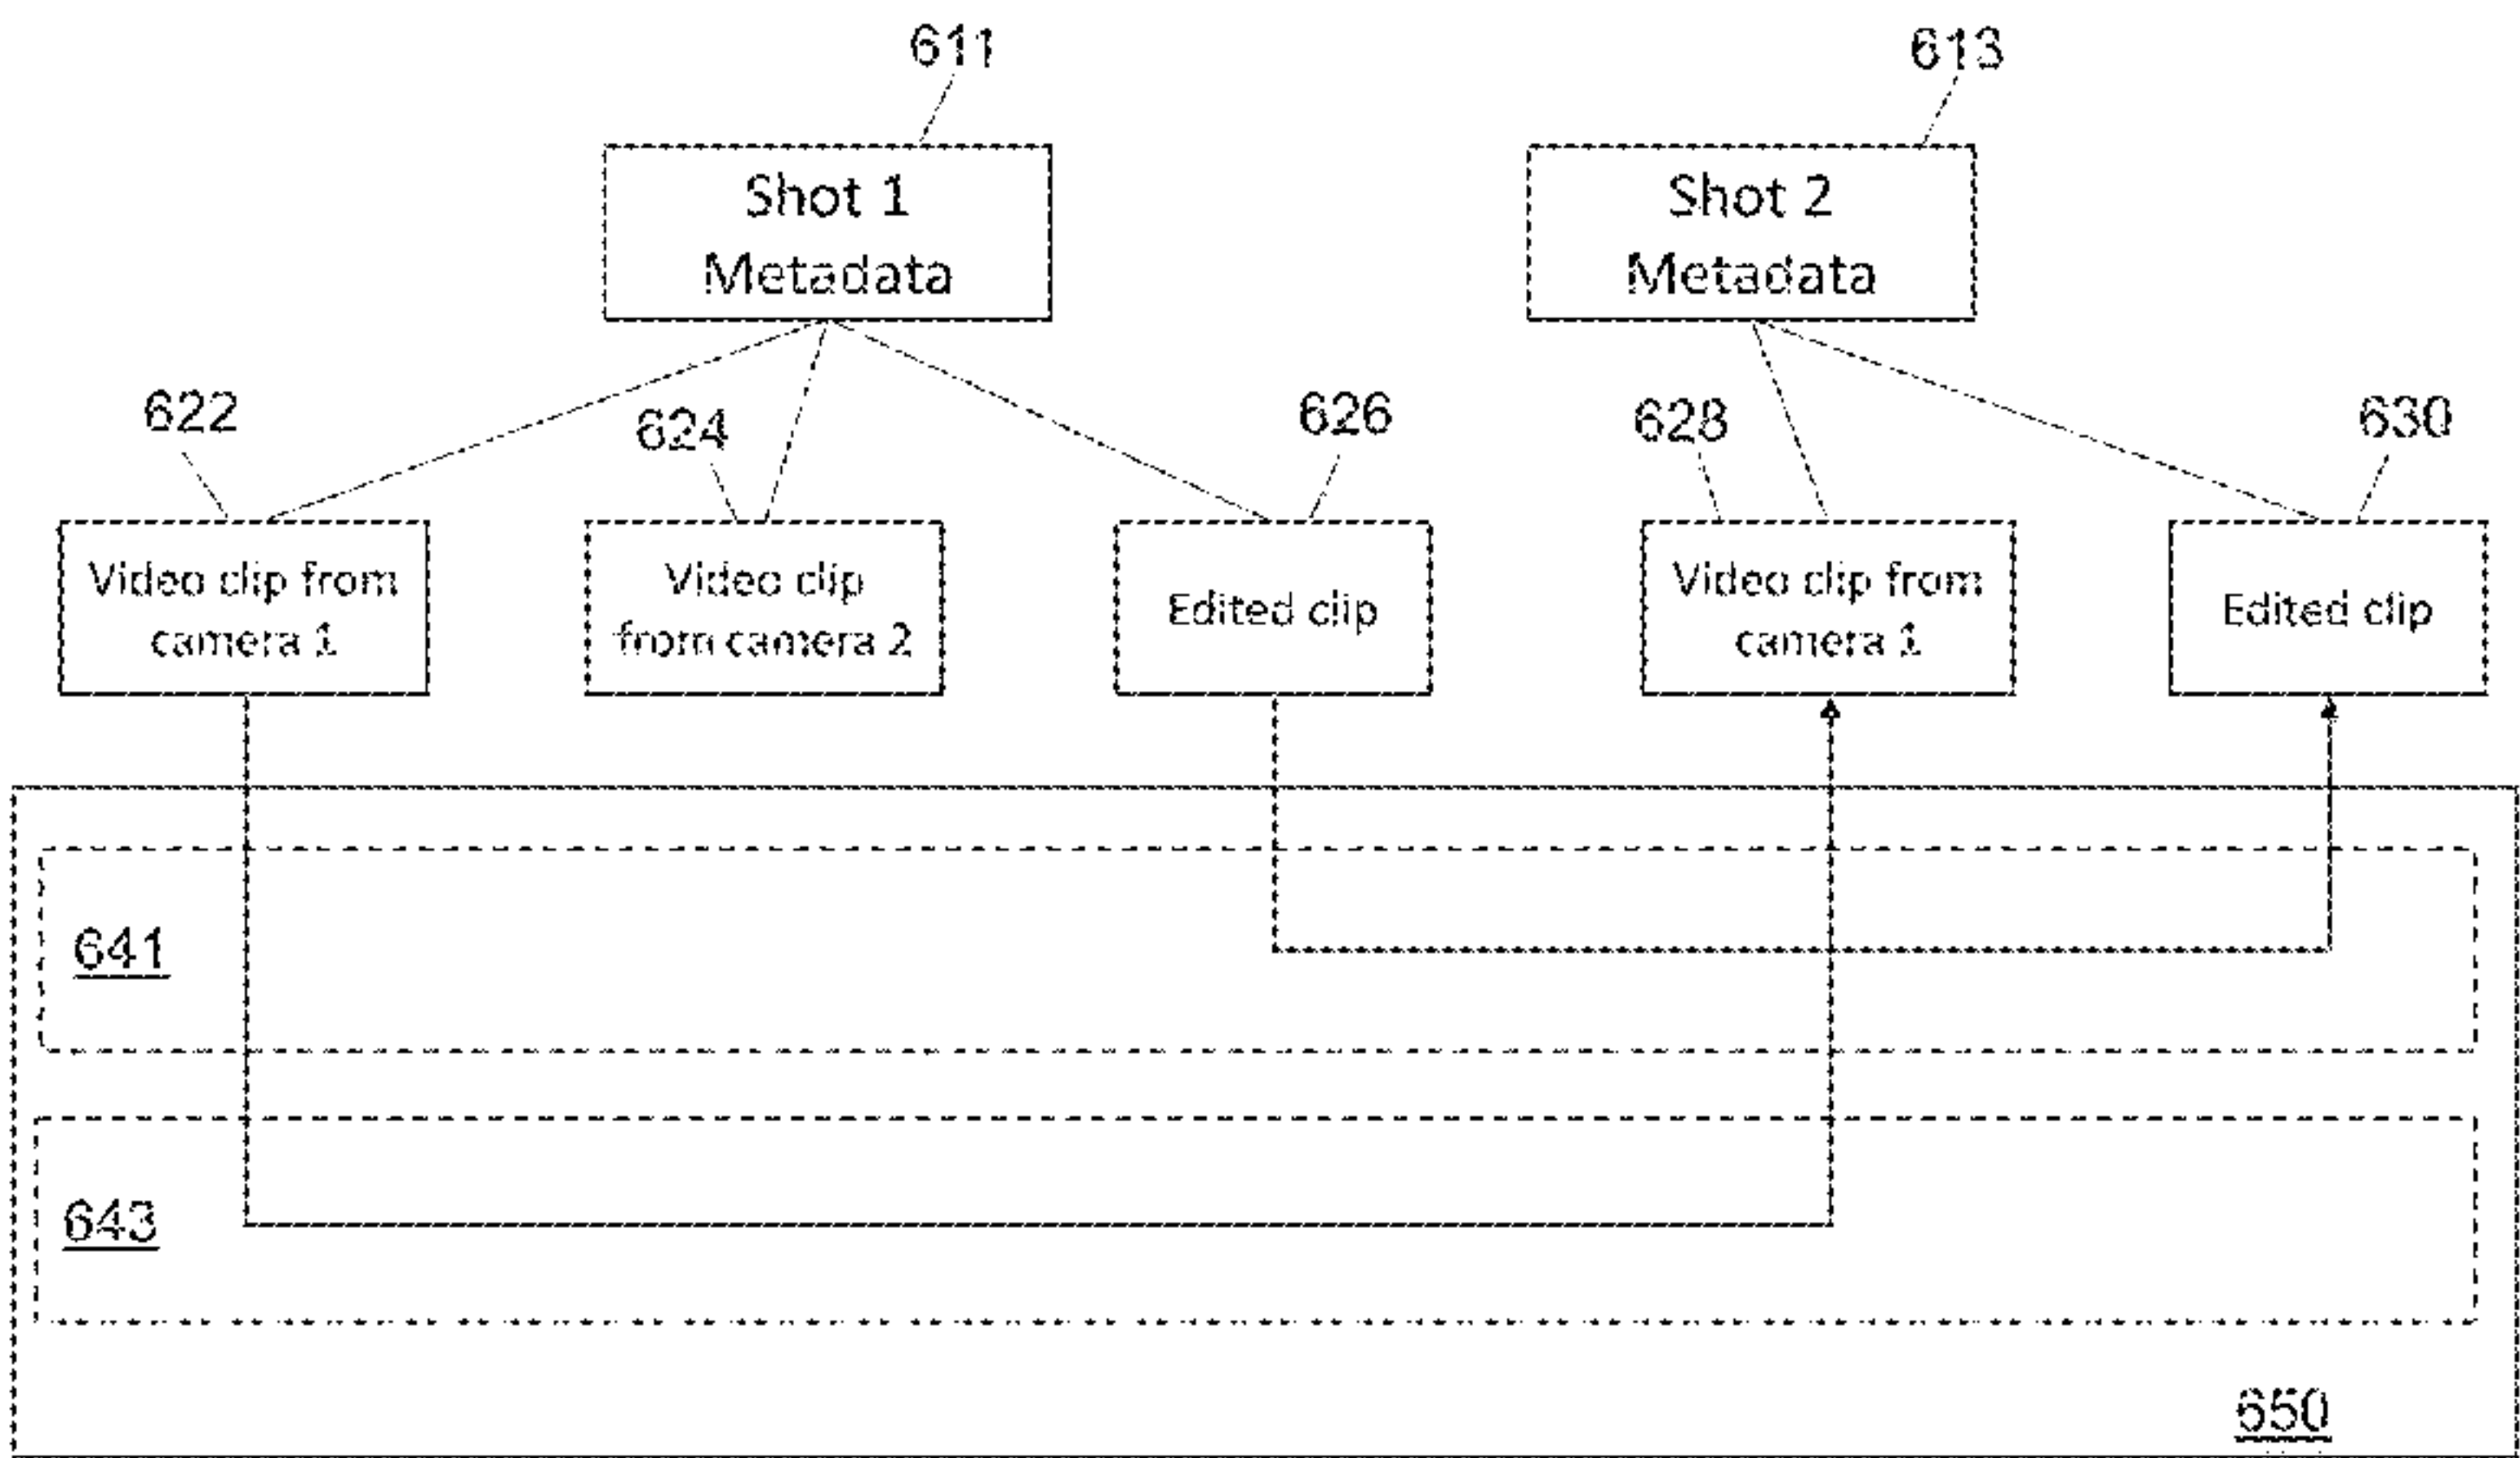 611
613
Shot 1
Metadata
Shot 2
Metadata
622
624
626
628
630
Video clip from
camera 1
Video clip
from camera 2
Edited clip
Video clip from
camera 1
Edited clip
641
643
650